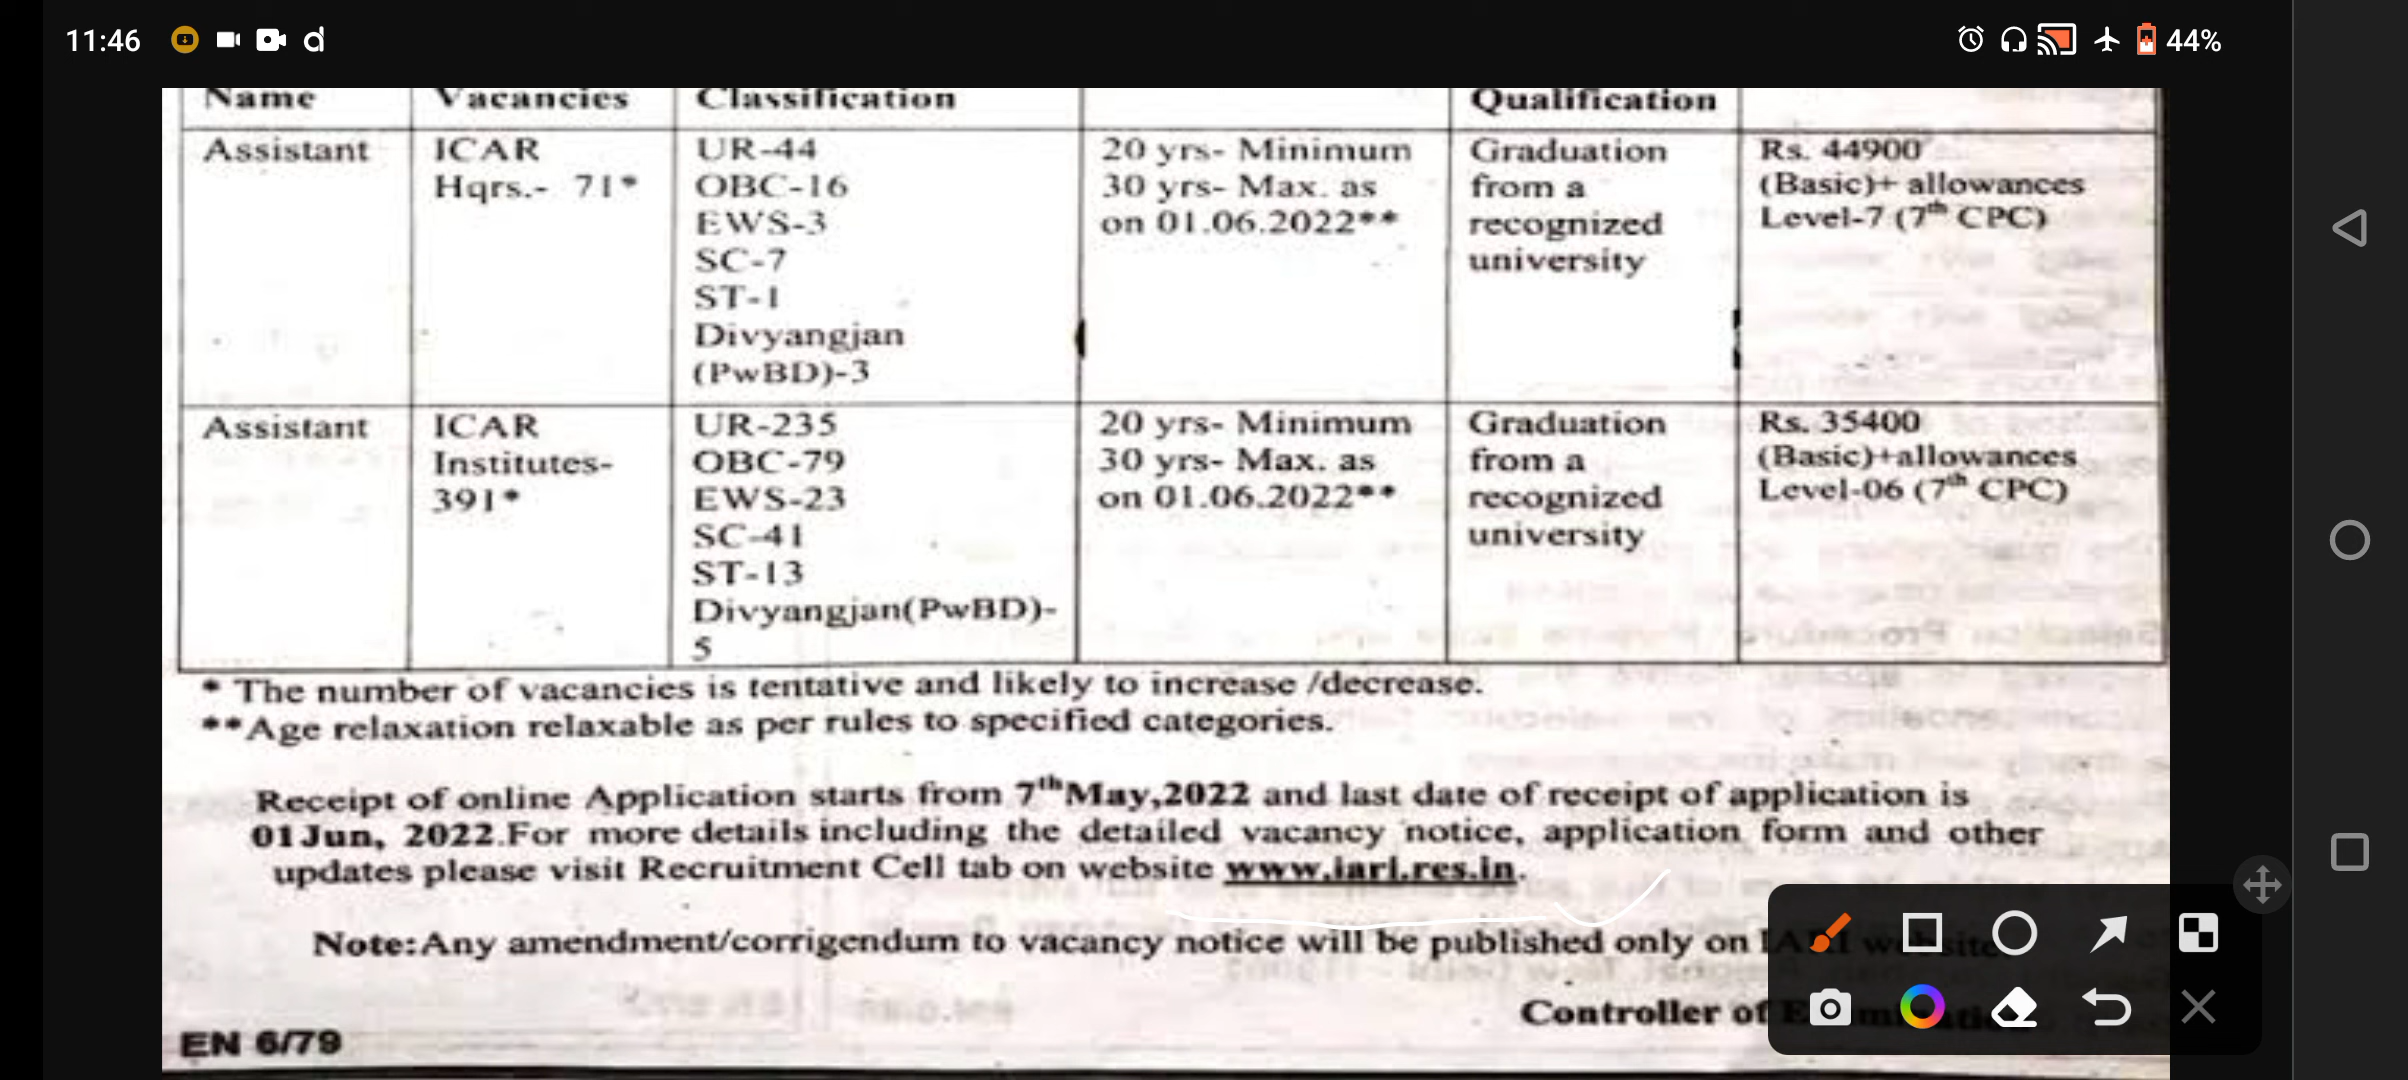 11:46
44%
Name Vacancies Classification Qualification
Assistant
ICAR
Hqrs.- 71*
UR-44
OBC-16
EWS-3
SC-7
ST-1
Divyangjan
(PwBD)-3
20 yrs- Minimum
30 yrs- Max. as
on 01.06.2022**
Graduation
from a
recognized
university
Rs. 44900
(Basic)+ allowances
Level-7 (7th CPC)
Assistant
ICAR
Institutes-
391*
UR-235
OBC-79
EWS-23
SC-41
ST-13
Divyangjan(PwBD)-
5
20 yrs- Minimum
30 yrs- Max. as
on 01.06.2022**
Graduation
from a
recognized
university
Rs. 35400
(Basic)+allowances
Level-06 (7th CPC)
* The number of vacancies is tentative and likely to increase /decrease.
**Age relaxation relaxable as per rules to specified categories.
Receipt of online Application starts from 7thMay,2022 and last date of receipt of application is
01Jun, 2022.For more details including the detailed vacancy notice, application form and other
updates please visit Recruitment Cell tab on website www.iari.res.in.
Note:Any amendment/corrigendum to vacancy notice will be published only on IARI website
Controller of
EN 6/79